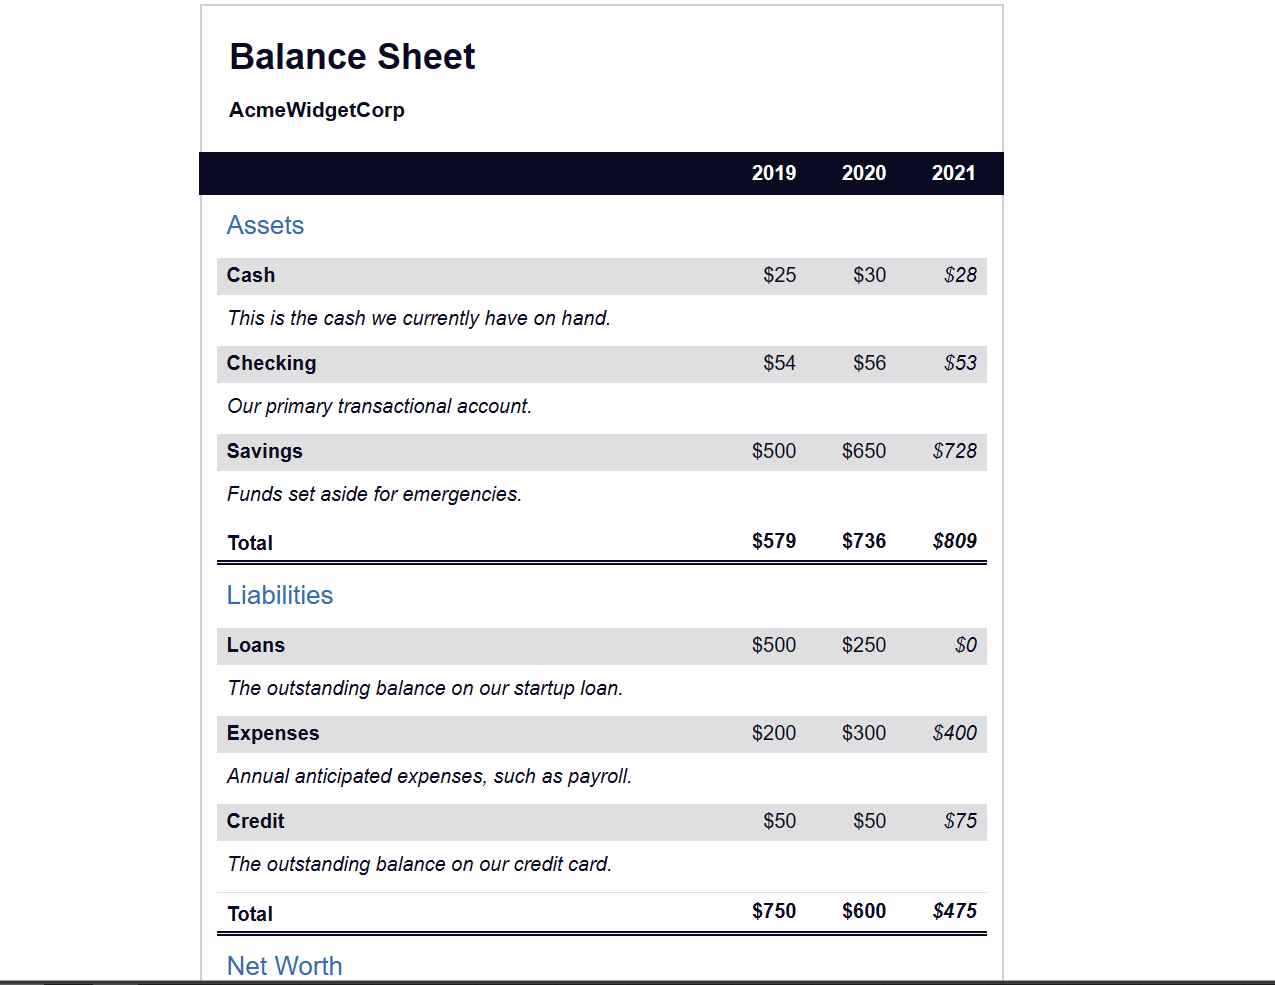 Balance Sheet
AcmeWidgetCorp
2019 2020 2021
Assets
Cash $25 $30 $28
This is the cash we currently have on hand.
Checking $54 $56 $53
Our primary transactional account.
Savings $500 $650 $728
Funds set aside for emergencies.
Total $579 $736 $809
Liabilities
Loans $500 $250 $0
The outstanding balance on our startup loan.
Expenses $200 $300 $400
Annual anticipated expenses, such as payroll.
Credit $50 $50 $75
The outstanding balance on our credit card.
Total $750 $600 $475
Net Worth